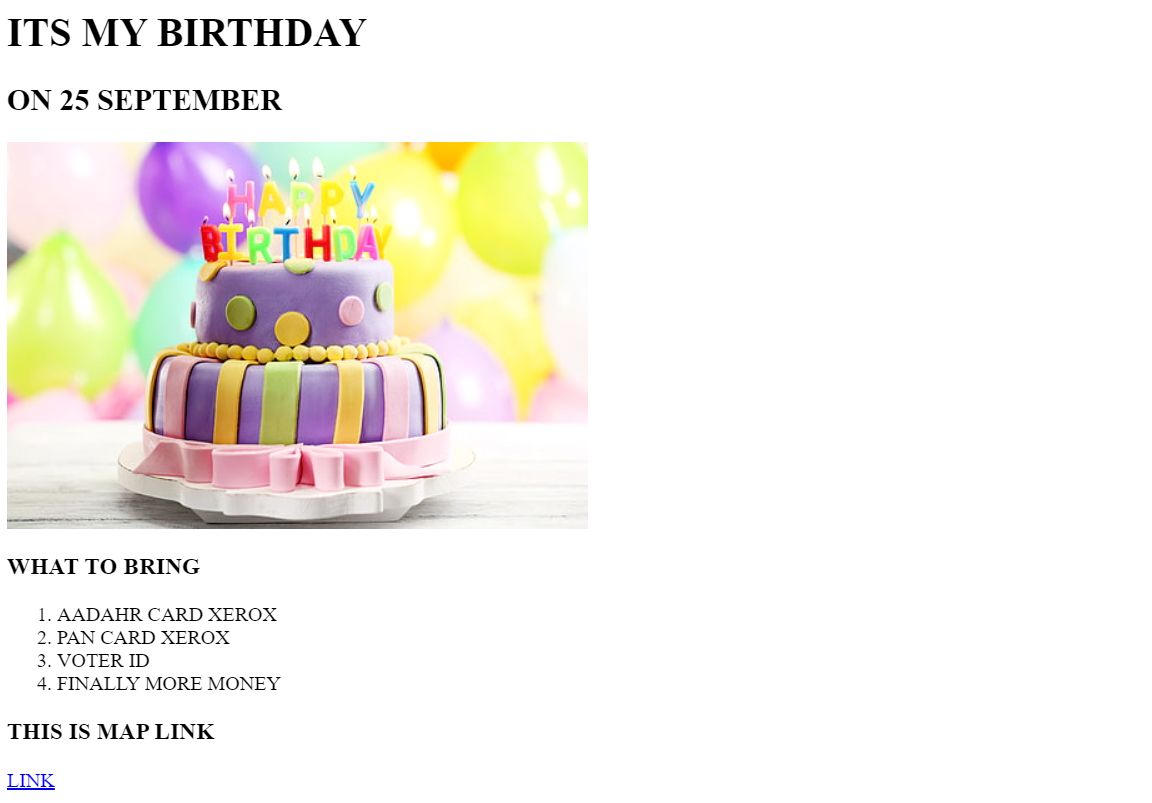 ITS MY BIRTHDAY
ON 25 SEPTEMBER
HAPPY
BIRTHDAY
WHAT TO BRING
1. AADAHR CARD XEROX
2. PAN CARD XEROX
3. VOTER ID
4. FINALLY MORE MONEY
THIS IS MAP LINK
LINK